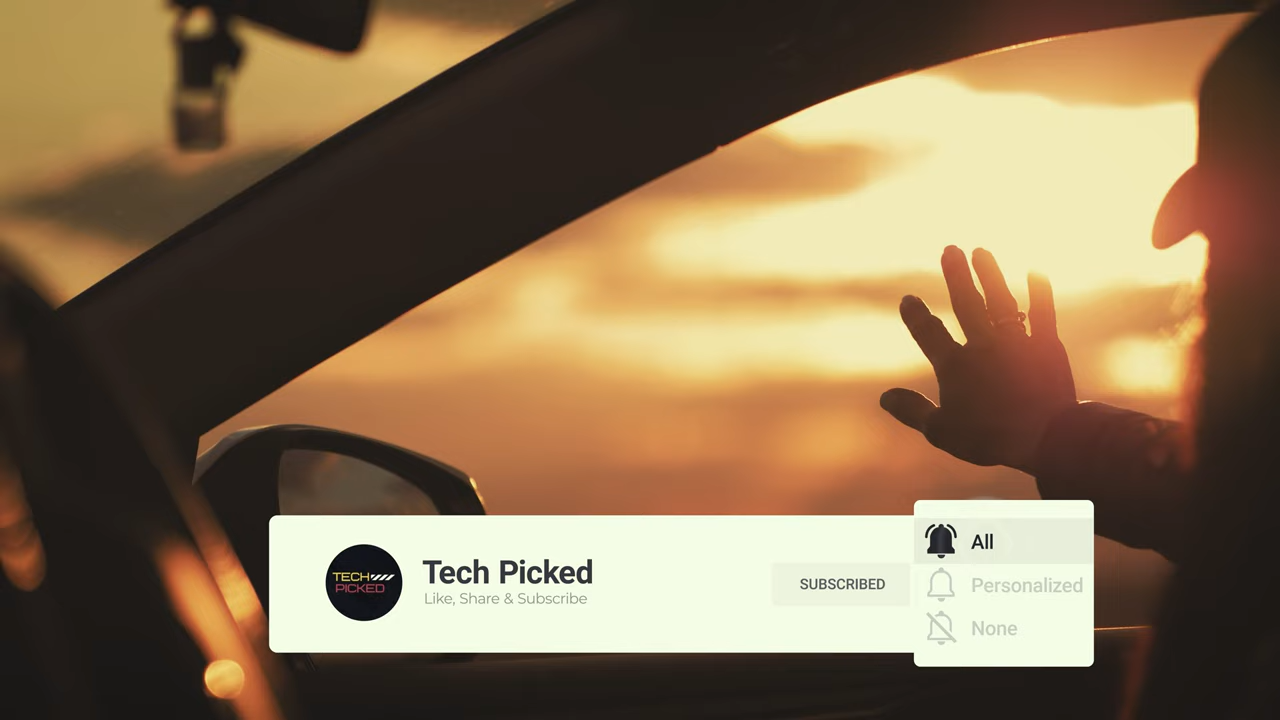 TECH
PICKED
Tech Picked
Like, Share & Subscribe
SUBSCRIBED
All
Personalized
None